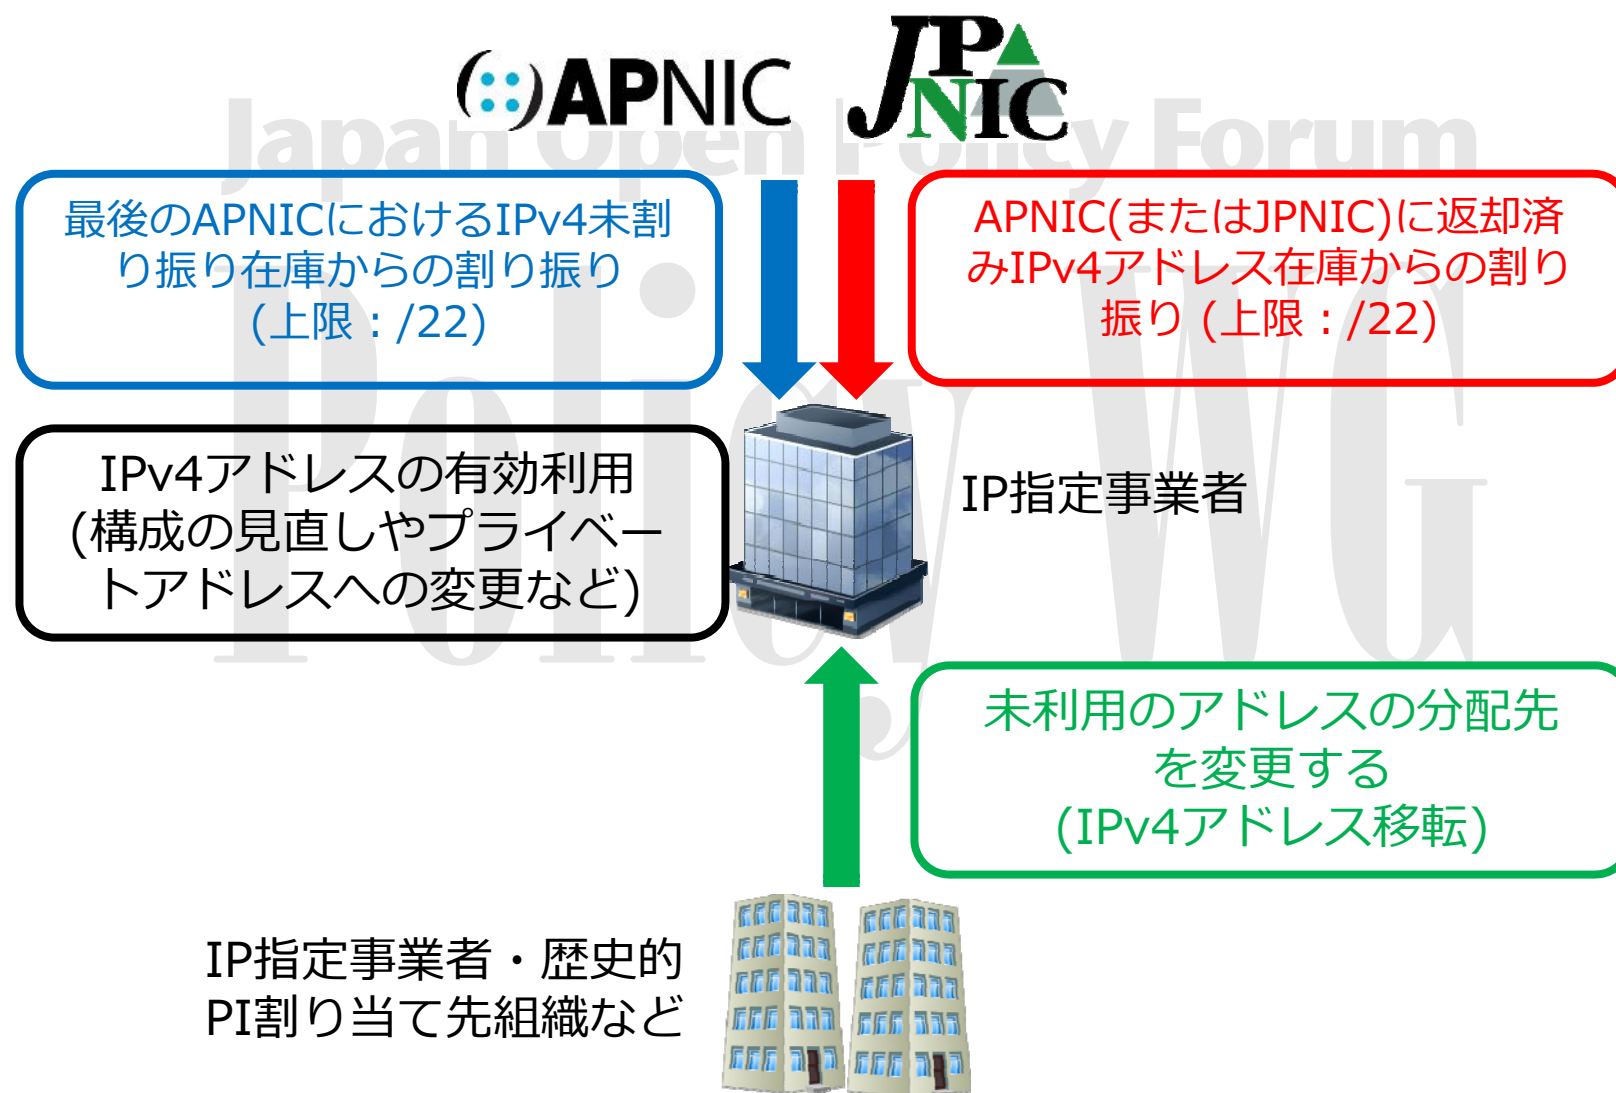 APNIC
JPNIC
Japan Open Policy Forum
Policy WG
最後のAPNICにおけるIPv4未割
り振り在庫からの割り振り
(上限：/22)
APNIC(またはJPNIC)に返却済
みIPv4アドレス在庫からの割り
振り (上限：/22)
IPv4アドレスの有効利用
(構成の見直しやプライベー
トアドレスへの変更など)
IP指定事業者
未利用のアドレスの分配先
を変更する
(IPv4アドレス移転)
IP指定事業者・歴史的
PI割り当て先組織など